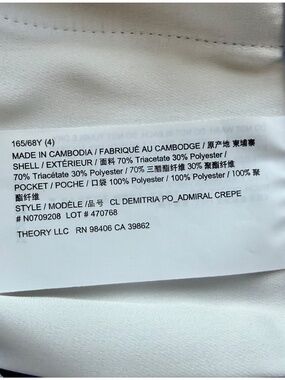 165/68Y (4)
MADE IN CAMBODIA / FABRIQUÉ AU CAMBODGE / 原产地 柬埔寨
SHELL / EXTÉRIEUR / 面料 70% Triacetate 30% Polyester /
70% Triacétate 30% Polyester / 70% 三醋酯纤维 30% 聚酯纤维
POCKET / POCHE / 口袋 100% Polyester / 100% Polyester / 100% 聚
酯纤维
STYLE / MODÈLE /品号 CL DEMITRIA PO_ADMIRAL CREPE
# N0709208 LOT # 470768
THEORY LLC RN 98406 CA 39862